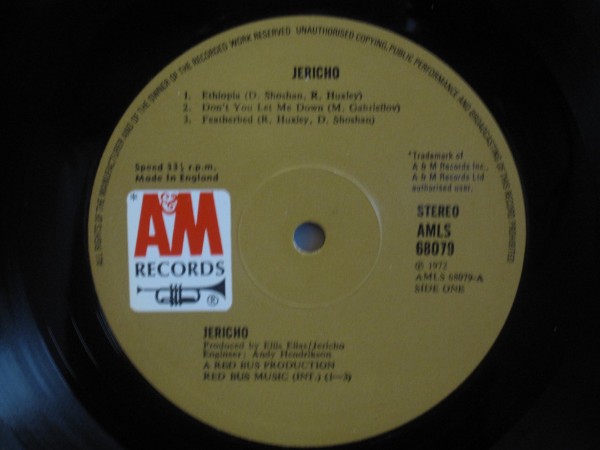 ALL RIGHTS OF THE MANUFACTURER AND OF THE OWNER OF THE RECORDED WORK RESERVED UNAUTHORISED COPYING, PUBLIC PERFORMANCE AND BROADCASTING OF THIS RECORD PROHIBITED
JERICHO
1. Ethiopia (D. Shoshan, R. Huxley)
2. Don't You Let Me Down (M. Gabriellov)
3. Featherbed (R. Huxley, D. Shoshan)
Speed 33⅓ r.p.m.
Made In England
*Trademark of
A & M Records Inc.,
A & M Records Ltd
authorised user.
* A&M
RECORDS
®
STEREO
AMLS
68079
℗ 1972
AMLS 68079-A
SIDE ONE
JERICHO
Produced by Ellis Elias/Jericho
Engineer: Andy Hendrikson
A RED BUS PRODUCTION
RED BUS MUSIC (INT.) (1—3)